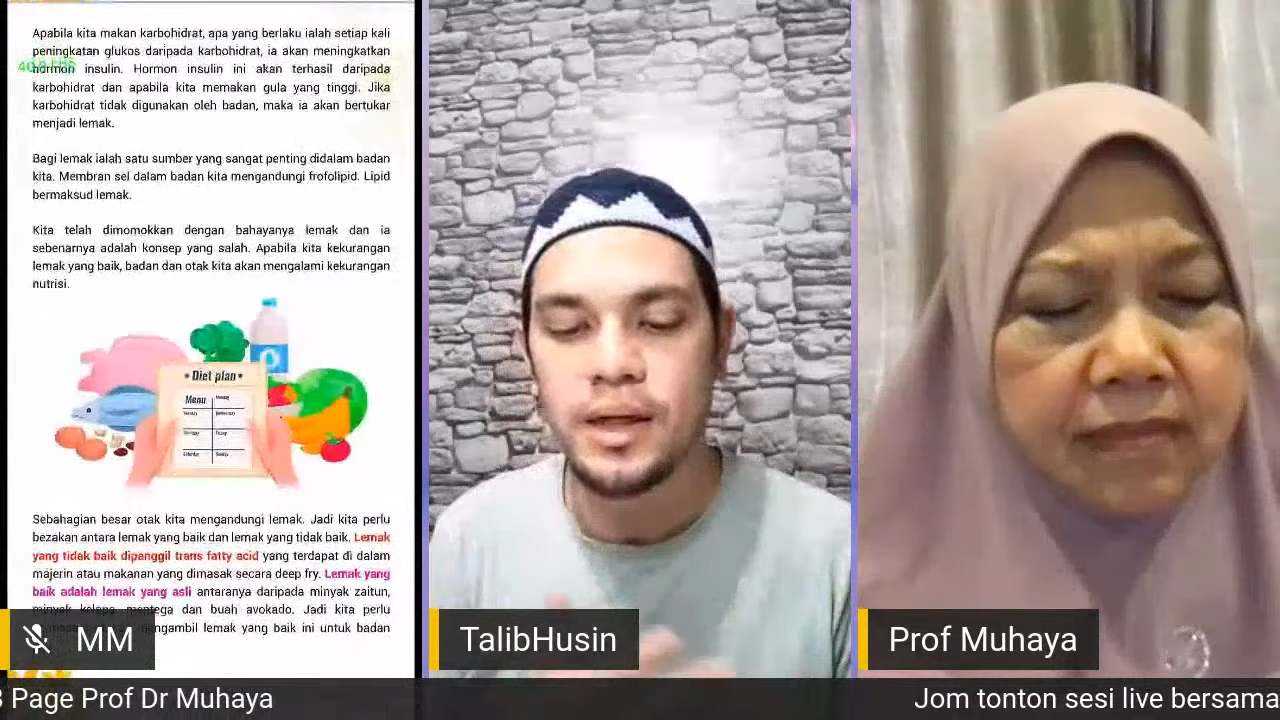 Apabila kita makan karbohidrat, apa yang berlaku ialah setiap kali
peningkatan glukos daripada karbohidrat, ia akan meningkatkan
hormon insulin. Hormon insulin ini akan terhasil daripada
karbohidrat dan apabila kita memakan gula yang tinggi. Jika
karbohidrat tidak digunakan oleh badan, maka ia akan bertukar
menjadi lemak.
Bagi lemak ialah satu sumber yang sangat penting didalam badan
kita. Membran sel dalam badan kita mengandungi frofolipid. Lipid
bermaksud lemak.
Kita telah dimomokkan dengan bahayanya lemak dan ia
sebenarnya adalah konsep yang salah. Apabila kita kekurangan
lemak yang baik, badan dan otak kita akan mengalami kekurangan
nutrisi.
Diet plan
Menu
Sebahagian besar otak kita mengandungi lemak. Jadi kita perlu
bezakan antara lemak yang baik dan lemak yang tidak baik. Lemak
yang tidak baik dipanggil trans fatty acid yang terdapat di dalam
majerin atau makanan yang dimasak secara deep fry. Lemak yang
baik adalah lemak yang asli antaranya daripada minyak zaitun,
minyak kelapa, mentega dan buah avokado. Jadi kita perlu
mengambil lemak yang baik ini untuk badan
MM
TalibHusin
Prof Muhaya
Page Prof Dr Muhaya
Jom tonton sesi live bersama